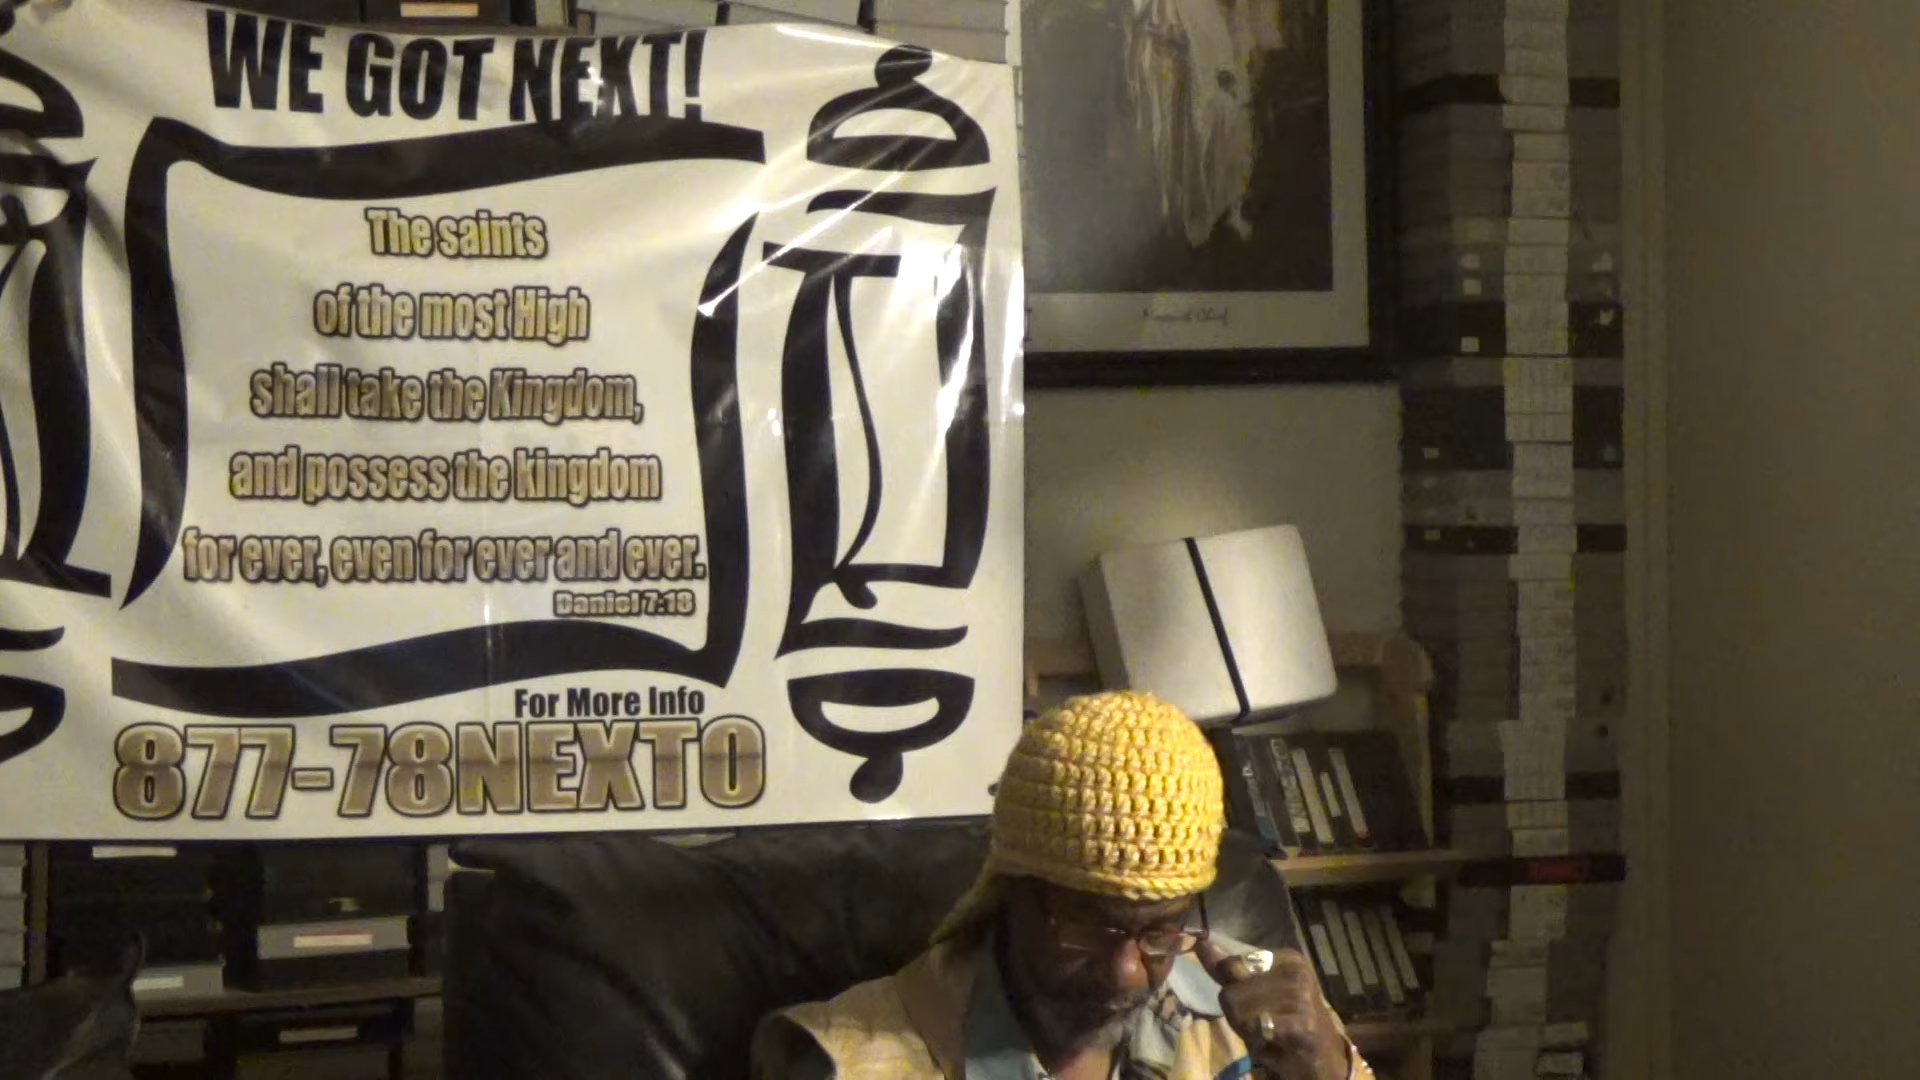 WE GOT NEXT!
The saints
of the most High
shall take the Kingdom,
and possess the kingdom
for ever, even for ever and ever.
Daniel 7:18
For More Info
877-78NEXTO